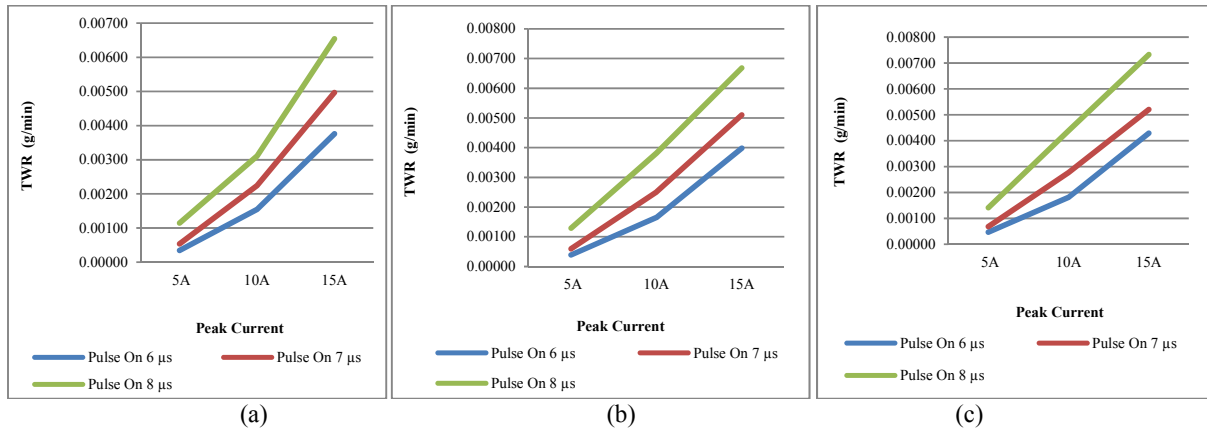 0.00700
0.00600
0.00500
0.00400
0.00300
0.00200
0.00100
0.00000
TWR (g/min)
5A 10A 15A
Peak Current
Pulse On 6 µs Pulse On 7 µs
Pulse On 8 µs
(a)
0.00800
0.00700
0.00600
0.00500
0.00400
0.00300
0.00200
0.00100
0.00000
TWR (g/min)
5A 10A 15A
Peak Current
Pulse On 6 µs Pulse On 7 µs
Pulse On 8 µs
(b)
0.00800
0.00700
0.00600
0.00500
0.00400
0.00300
0.00200
0.00100
0.00000
TWR (g/min)
5A 10A 15A
Peak Current
Pulse On 6 µs Pulse On 7 µs
Pulse On 8 µs
(c)